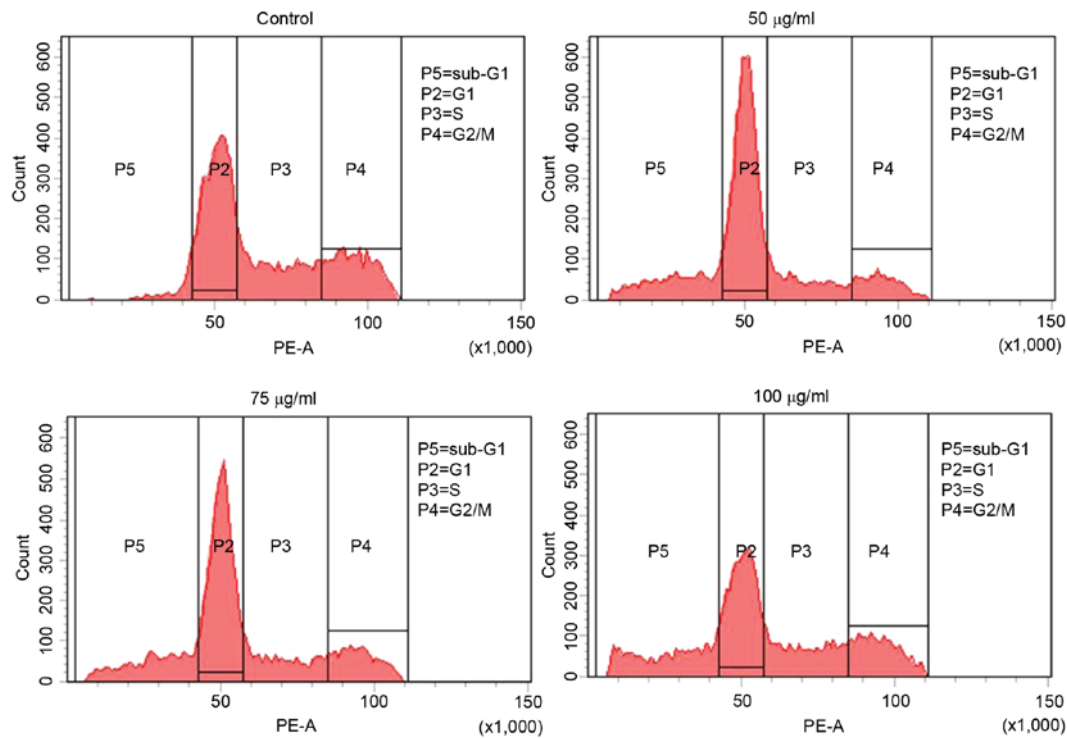 Control
600
500
400
300
200
100
0
Count
P5
P2
P3
P4
P5=sub-G1
P2=G1
P3=S
P4=G2/M
50
100
150
PE-A
(x1,000)
50 μg/ml
600
500
400
300
200
100
0
Count
P5
P2
P3
P4
P5=sub-G1
P2=G1
P3=S
P4=G2/M
50
100
150
PE-A
(x1,000)
75 μg/ml
600
500
400
300
200
100
0
Count
P5
P2
P3
P4
P5=sub-G1
P2=G1
P3=S
P4=G2/M
50
100
150
PE-A
(x1,000)
100 μg/ml
600
500
400
300
200
100
0
Count
P5
P2
P3
P4
P5=sub-G1
P2=G1
P3=S
P4=G2/M
50
100
150
PE-A
(x1,000)